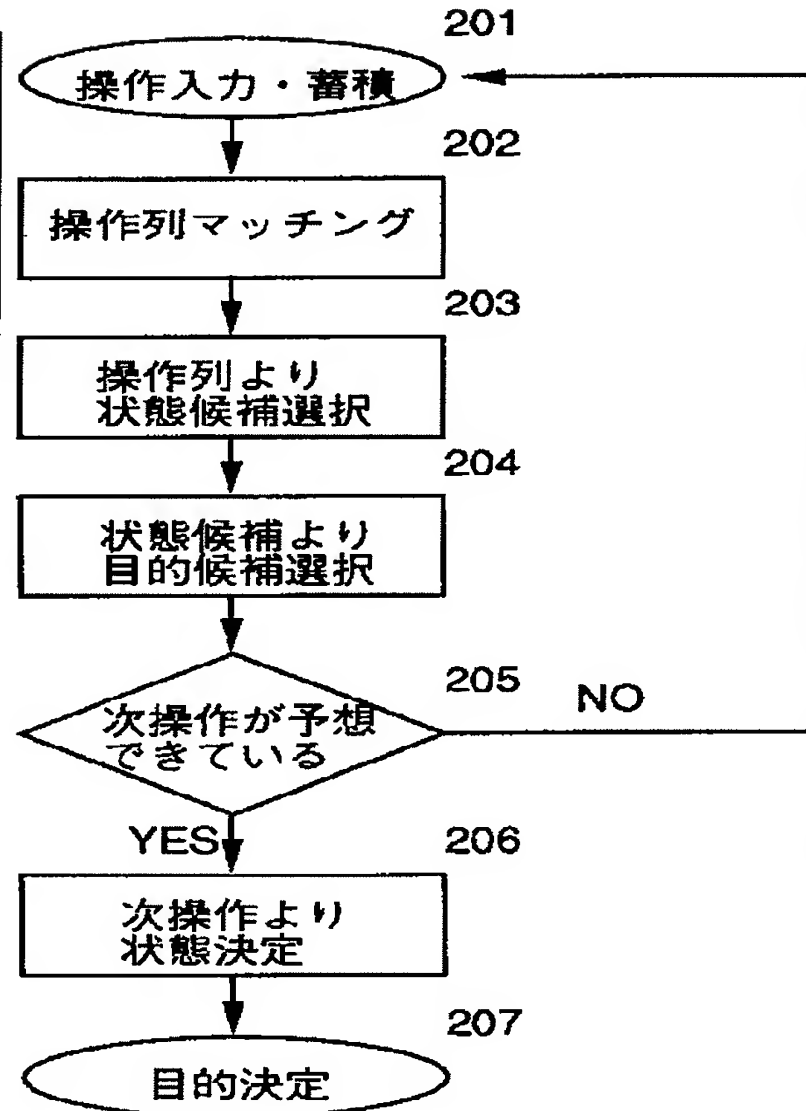 201
操作入力・蓄積
202
操作列マッチング
203
操作列より
状態候補選択
204
状態候補より
目的候補選択
205
NO
次操作が予想
できている
YES
206
次操作より
状態決定
207
目的決定